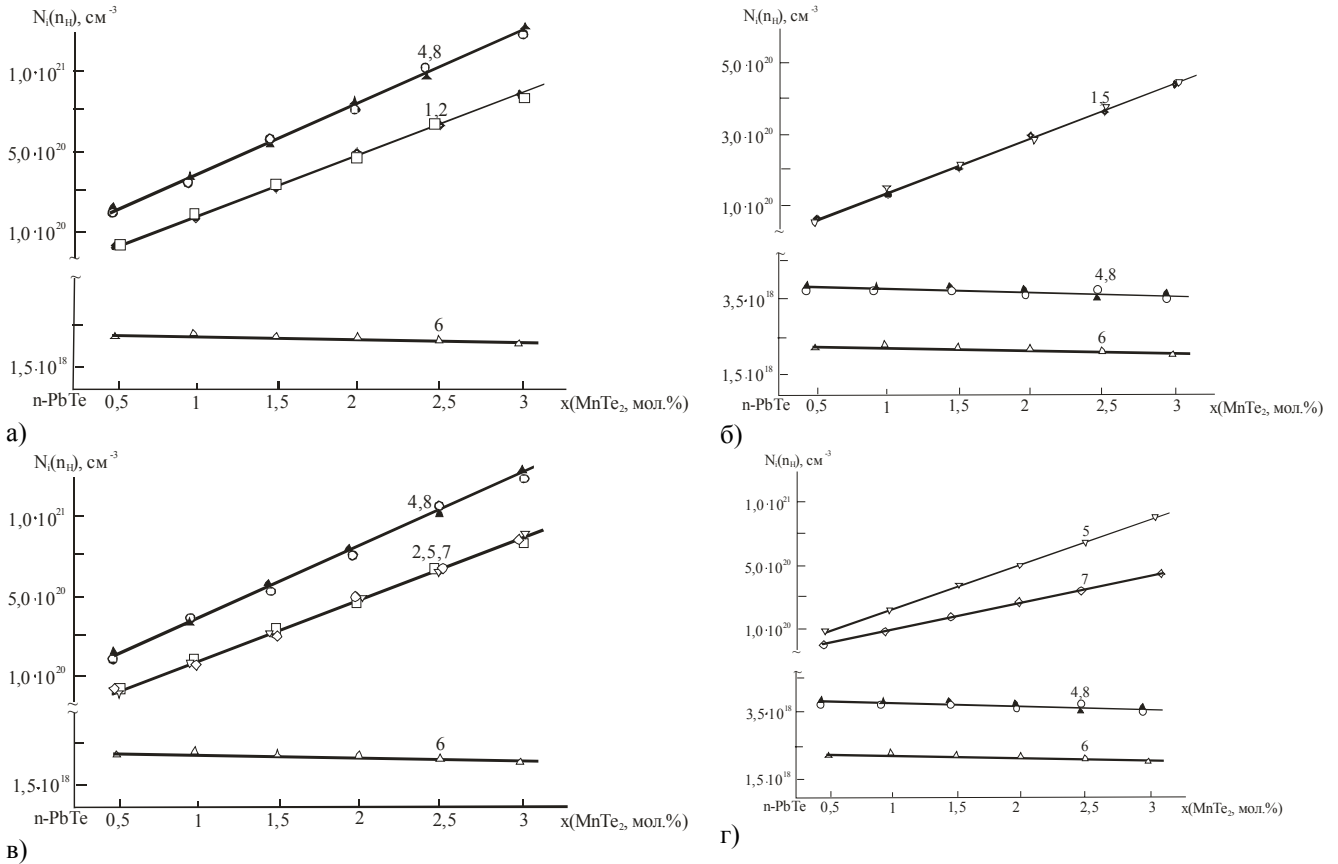 Nᵢ(n_H), см⁻³
4,8
1,0·10²¹
1,2
5,0·10²⁰
1,0·10²⁰
~
6
1,5·10¹⁸
n-PbTe 0,5 1 1,5 2 2,5 3 x(MnTe₂, мол.%)
а)
Nᵢ(n_H), см⁻³
5,0·10²⁰
1,5
3,0·10²⁰
1,0·10²⁰
~
4,8
3,5·10¹⁸
6
1,5·10¹⁸
n-PbTe 0,5 1 1,5 2 2,5 3 x(MnTe₂, мол.%)
б)
Nᵢ(n_H), см⁻³
4,8
1,0·10²¹
2,5,7
5,0·10²⁰
1,0·10²⁰
~
6
1,5·10¹⁸
n-PbTe 0,5 1 1,5 2 2,5 3 x(MnTe₂, мол.%)
в)
Nᵢ(n_H), см⁻³
1,0·10²¹
5
5,0·10²⁰
7
1,0·10²⁰
~
4,8
3,5·10¹⁸
6
1,5·10¹⁸
n-PbTe 0,5 1 1,5 2 2,5 3 x(MnTe₂, мол.%)
г)